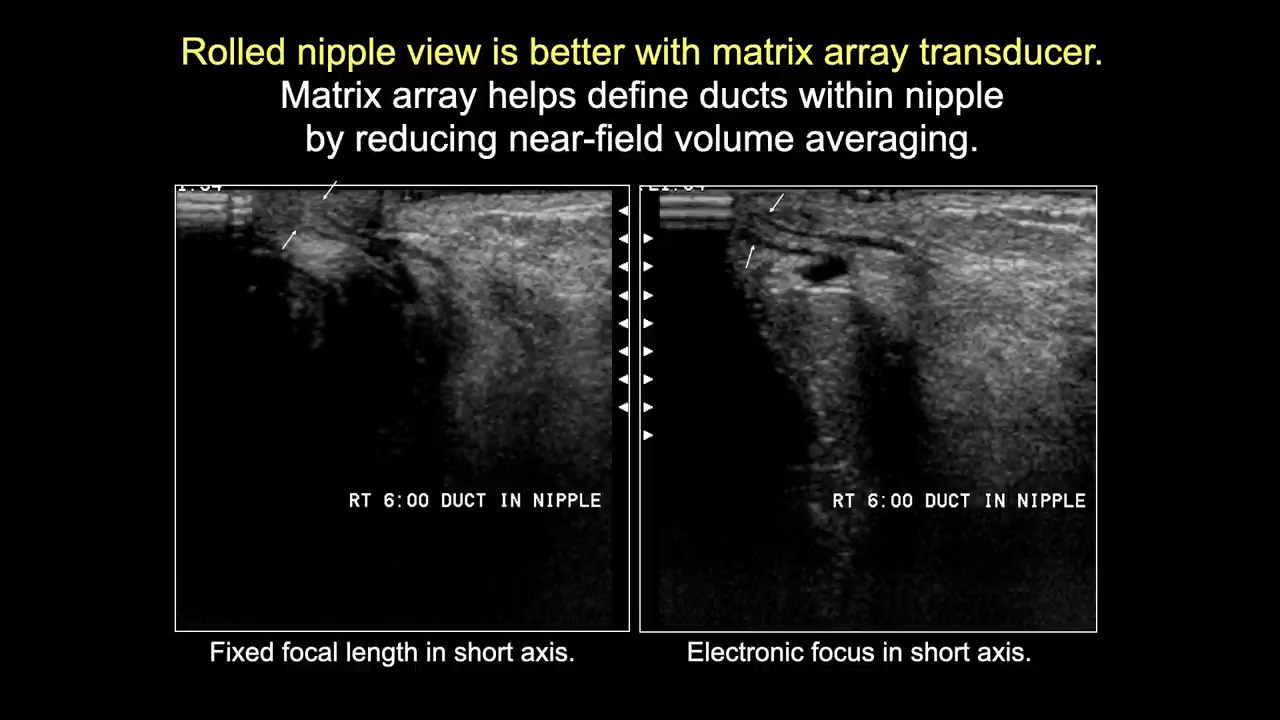 Rolled nipple view is better with matrix array transducer.
Matrix array helps define ducts within nipple
by reducing near-field volume averaging.
RT 6:00 DUCT IN NIPPLE
RT 6:00 DUCT IN NIPPLE
Fixed focal length in short axis.
Electronic focus in short axis.